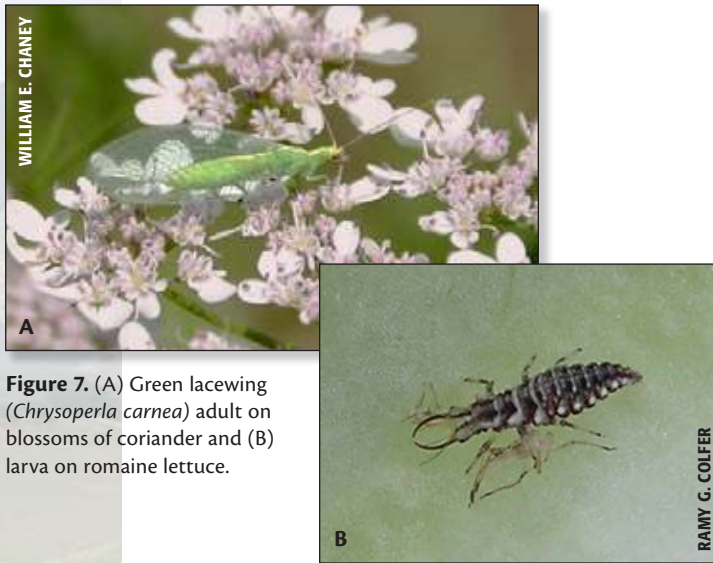 WILLIAM E. CHANEY
A
Figure 7. (A) Green lacewing
(Chrysoperla carnea) adult on
blossoms of coriander and (B)
larva on romaine lettuce.
B
RAMY G. COLFER